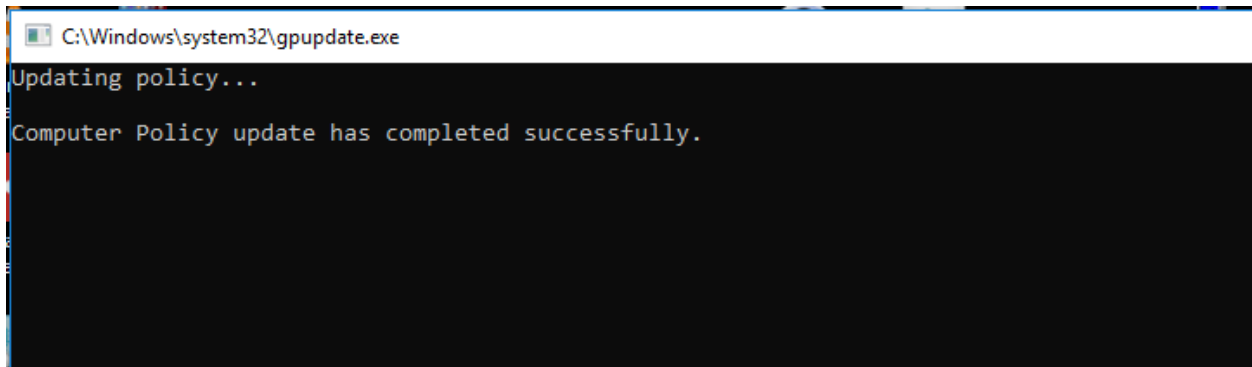 C:\Windows\system32\gpupdate.exe
Updating policy...
Computer Policy update has completed successfully.